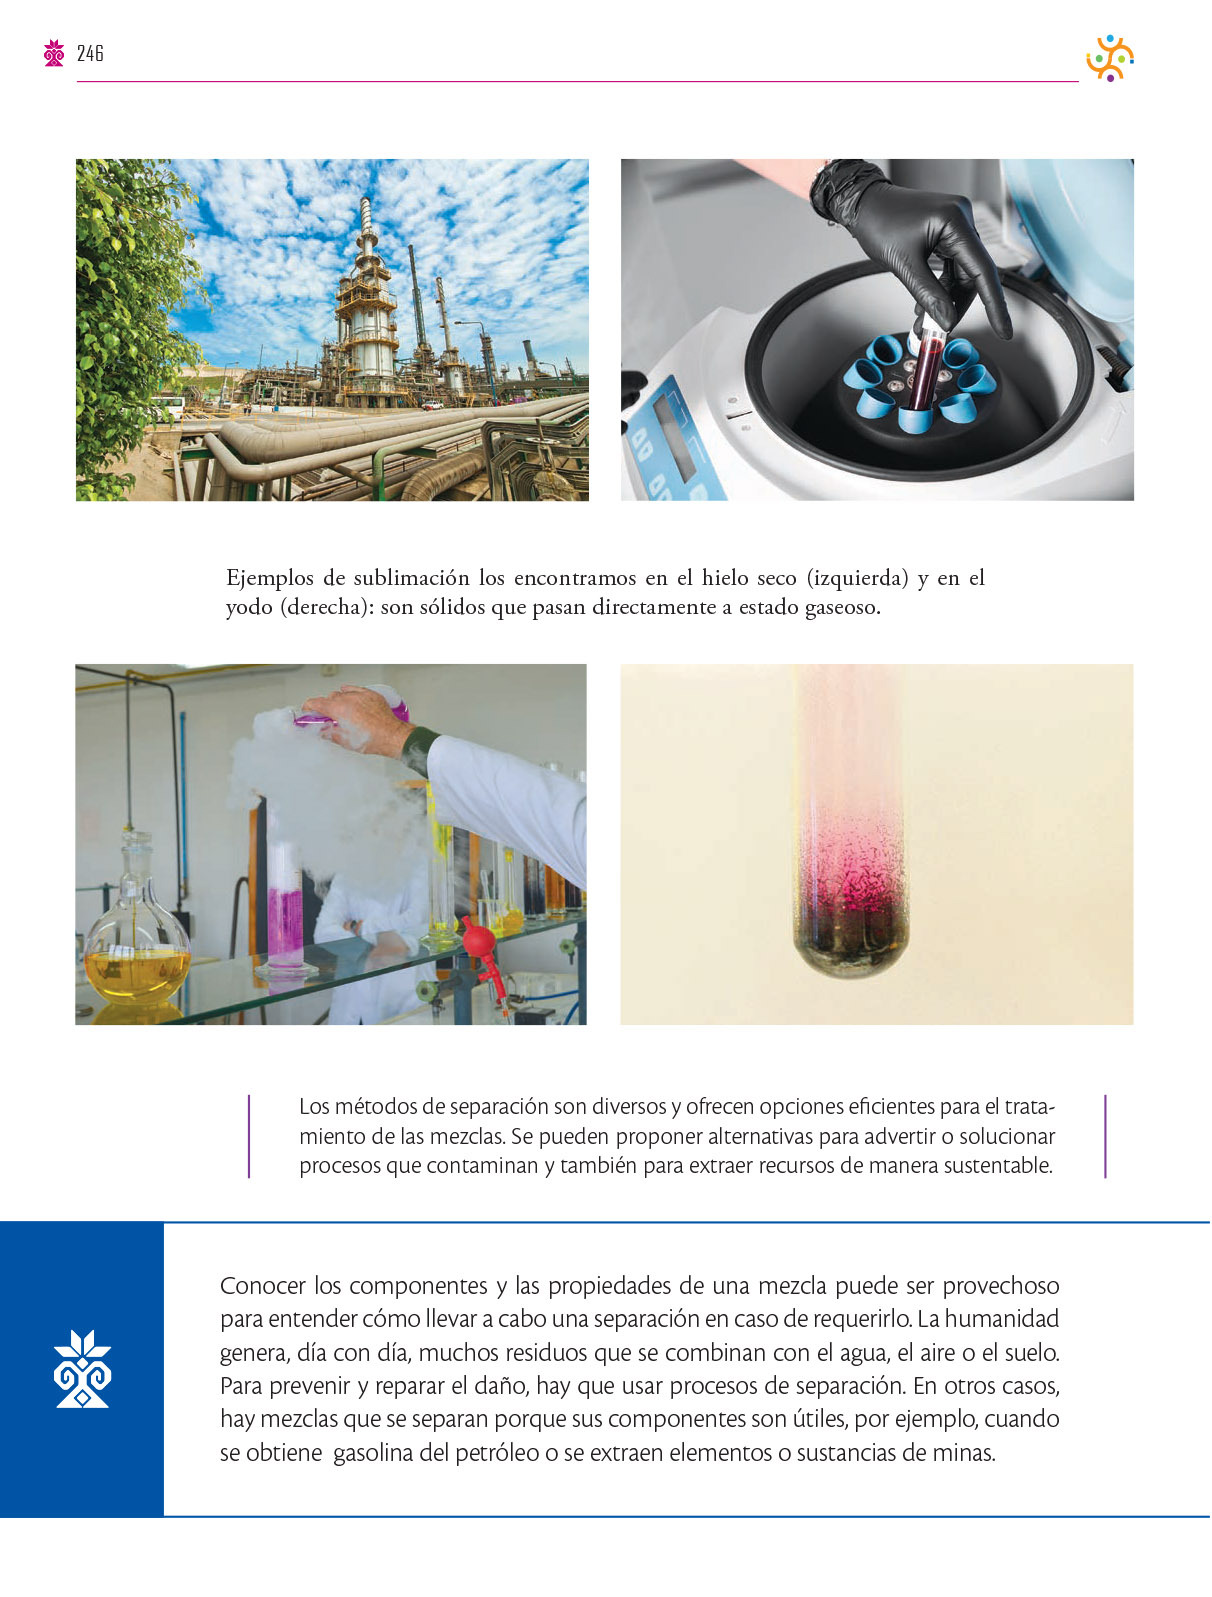 246
Ejemplos de sublimación los encontramos en el hielo seco (izquierda) y en el
yodo (derecha): son sólidos que pasan directamente a estado gaseoso.
Los métodos de separación son diversos y ofrecen opciones eficientes para el trata-
miento de las mezclas. Se pueden proponer alternativas para advertir o solucionar
procesos que contaminan y también para extraer recursos de manera sustentable.
Conocer los componentes y las propiedades de una mezcla puede ser provechoso
para entender cómo llevar a cabo una separación en caso de requerirlo. La humanidad
genera, día con día, muchos residuos que se combinan con el agua, el aire o el suelo.
Para prevenir y reparar el daño, hay que usar procesos de separación. En otros casos,
hay mezclas que se separan porque sus componentes son útiles, por ejemplo, cuando
se obtiene  gasolina del petróleo o se extraen elementos o sustancias de minas.